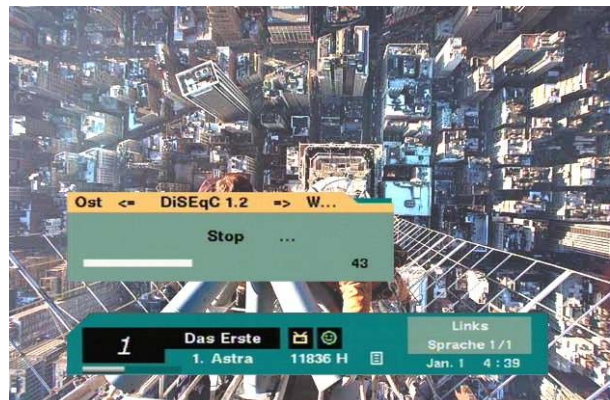 Ost <= DiSEqC 1.2 => W...
Stop ...
43
1 Das Erste
1. Astra 11836 H
Links
Sprache 1/1
Jan. 1 4:39